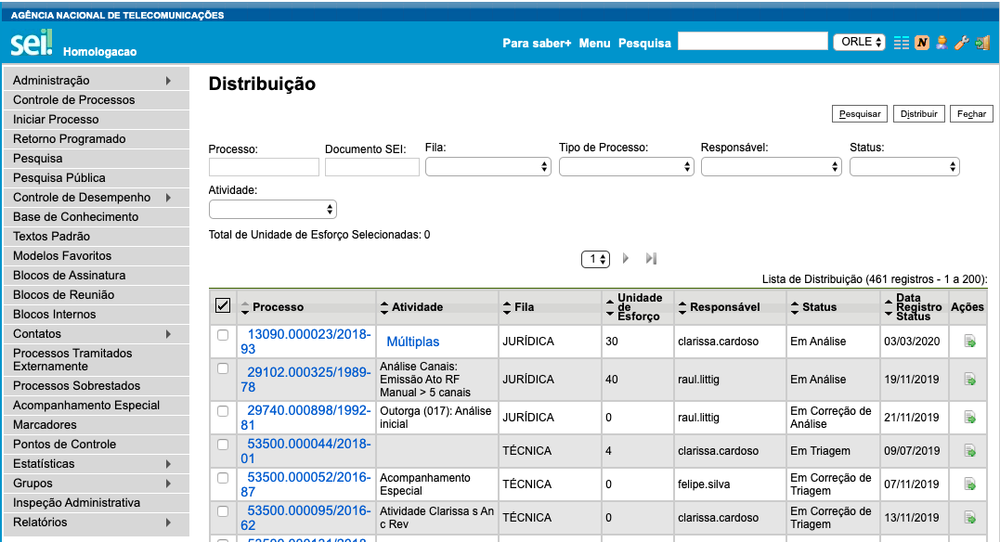 AGÊNCIA NACIONAL DE TELECOMUNICAÇÕES
sei!
Homologacao
Para saber+ Menu Pesquisa
ORLE
N
Administração
Controle de Processos
Iniciar Processo
Retorno Programado
Pesquisa
Pesquisa Pública
Controle de Desempenho
Base de Conhecimento
Textos Padrão
Modelos Favoritos
Blocos de Assinatura
Blocos de Reunião
Blocos Internos
Contatos
Processos Tramitados
Externamente
Processos Sobrestados
Acompanhamento Especial
Marcadores
Pontos de Controle
Estatísticas
Grupos
Inspeção Administrativa
Relatórios
Distribuição
Pesquisar Distribuir Fechar
Processo: Documento SEI: Fila: Tipo de Processo: Responsável: Status:
Atividade:
Total de Unidade de Esforço Selecionadas: 0
1
Lista de Distribuição (461 registros - 1 a 200):
Processo Atividade Fila Unidade de Esforço Responsável Status Data Registro Status Ações
13090.000023/2018-
93
Múltiplas JURÍDICA 30 clarissa.cardoso Em Análise 03/03/2020
29102.000325/1989-
78
Análise Canais:
Emissão Ato RF
Manual > 5 canais
JURÍDICA 40 raul.littig Em Análise 19/11/2019
29740.000898/1992-
81
Outorga (017): Análise
inicial
JURÍDICA 0 raul.littig
Em Correção de
Análise
21/11/2019
53500.000044/2018-
01
TÉCNICA 4 clarissa.cardoso Em Triagem 09/07/2019
53500.000052/2016-
87
Acompanhamento
Especial
TÉCNICA 0 felipe.silva
Em Correção de
Triagem
07/11/2019
53500.000095/2016-
62
Atividade Clarissa s An
c Rev
TÉCNICA 0 clarissa.cardoso
Em Correção de
Triagem
13/11/2019
53500.000131/2018-